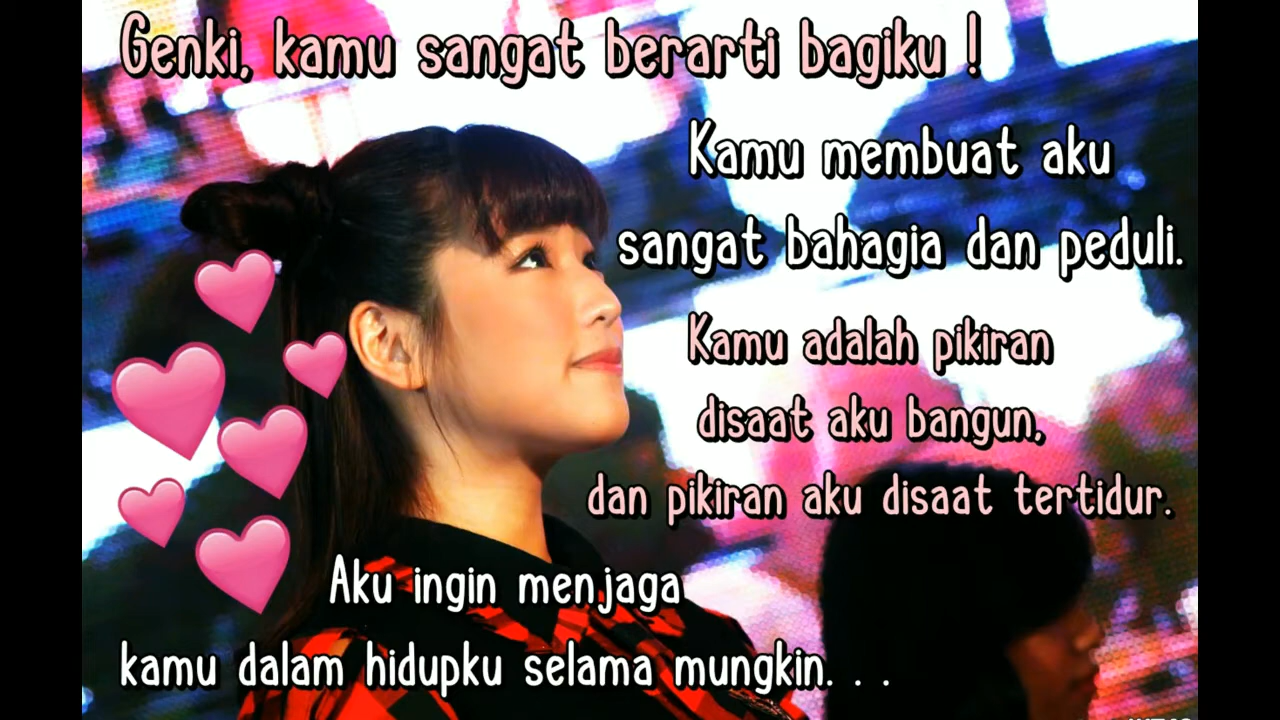 Genki, kamu sangat berarti bagiku !
Kamu membuat aku
sangat bahagia dan peduli.
Kamu adalah pikiran
disaat aku bangun,
dan pikiran aku disaat tertidur.
Aku ingin menjaga
kamu dalam hidupku selama mungkin. . .